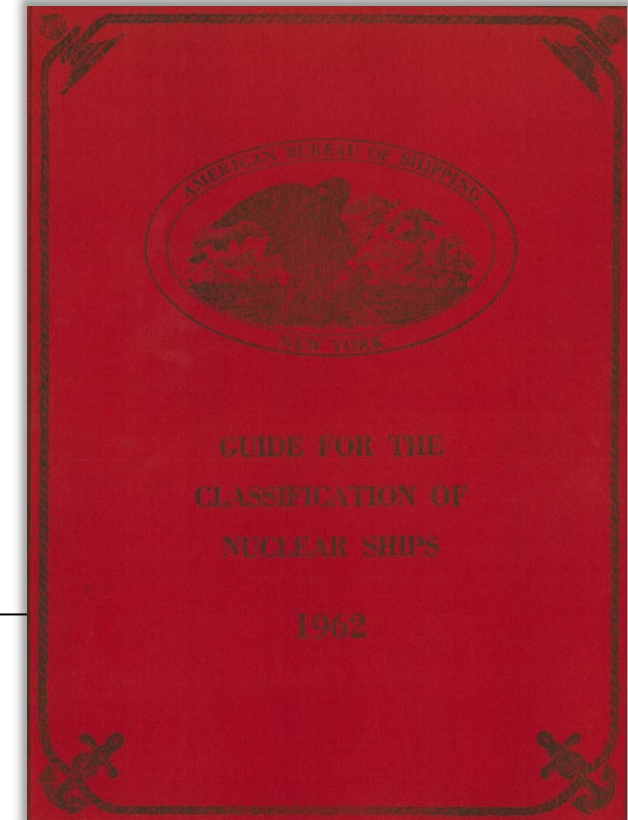 AMERICAN BUREAU OF SHIPPING
NEW YORK
GUIDE FOR THE
CLASSIFICATION OF
NUCLEAR SHIPS
1962